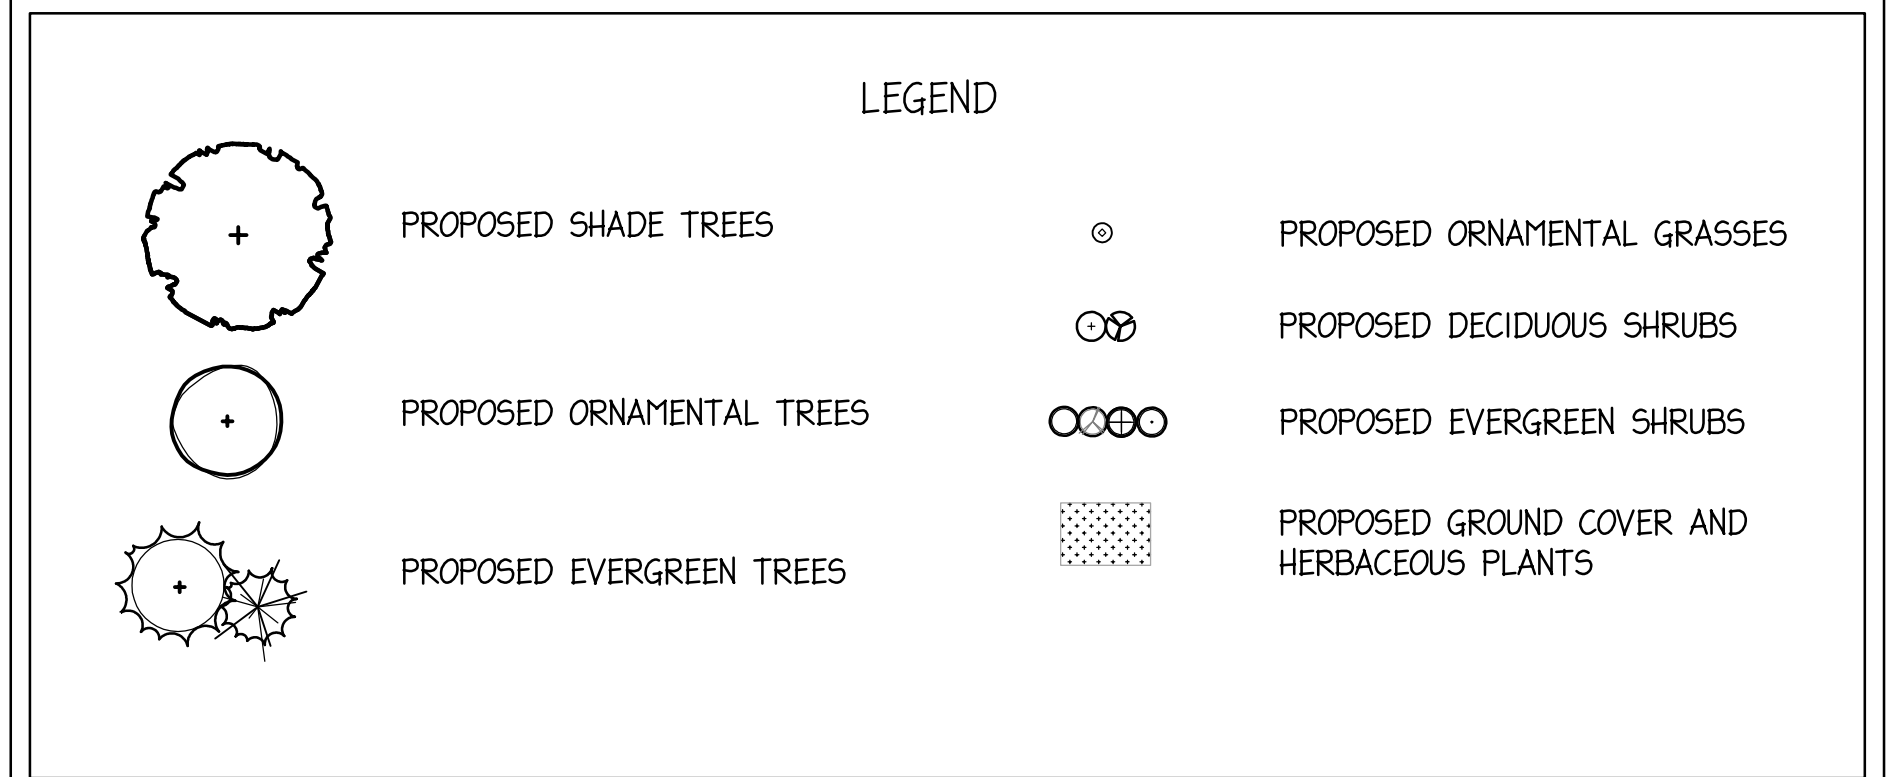 LEGEND
PROPOSED SHADE TREES
PROPOSED ORNAMENTAL TREES
PROPOSED EVERGREEN TREES
PROPOSED ORNAMENTAL GRASSES
PROPOSED DECIDUOUS SHRUBS
PROPOSED EVERGREEN SHRUBS
PROPOSED GROUND COVER AND
HERBACEOUS PLANTS